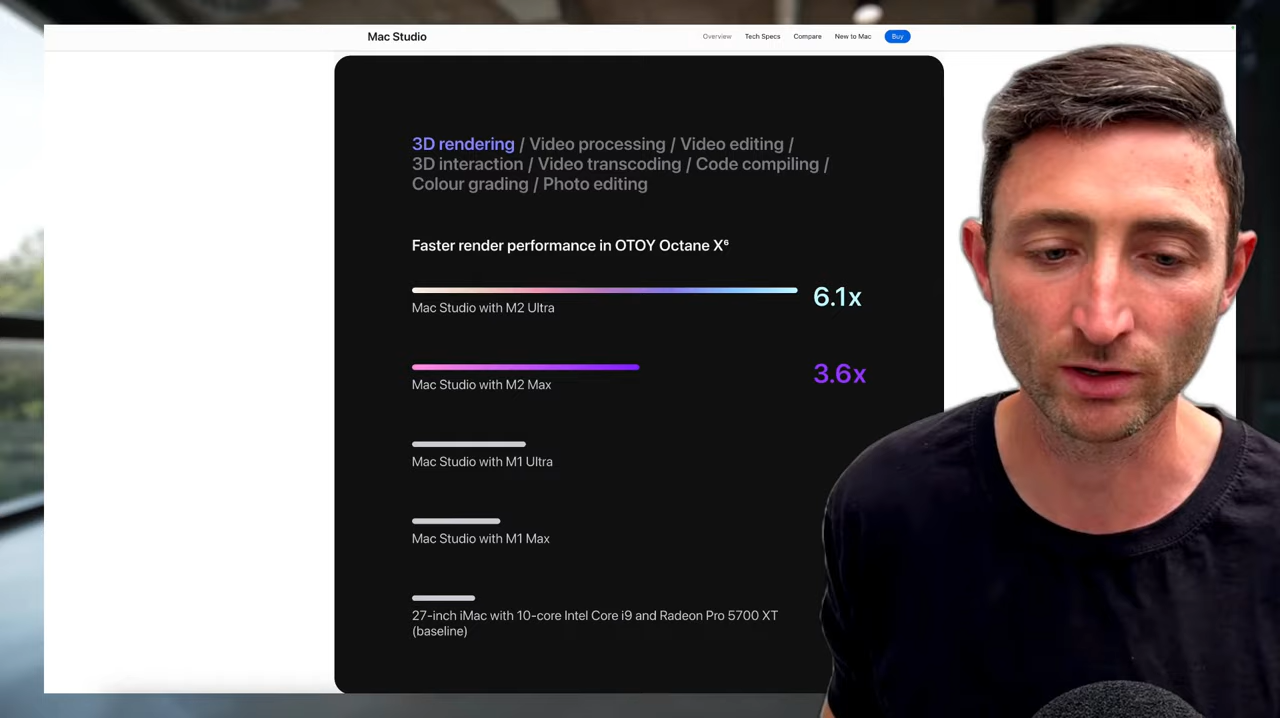 Mac Studio
Overview Tech Specs Compare New to Mac Buy
3D rendering / Video processing / Video editing /
3D interaction / Video transcoding / Code compiling /
Colour grading / Photo editing
Faster render performance in OTOY Octane X⁶
6.1x
Mac Studio with M2 Ultra
3.6x
Mac Studio with M2 Max
Mac Studio with M1 Ultra
Mac Studio with M1 Max
27-inch iMac with 10-core Intel Core i9 and Radeon Pro 5700 XT
(baseline)